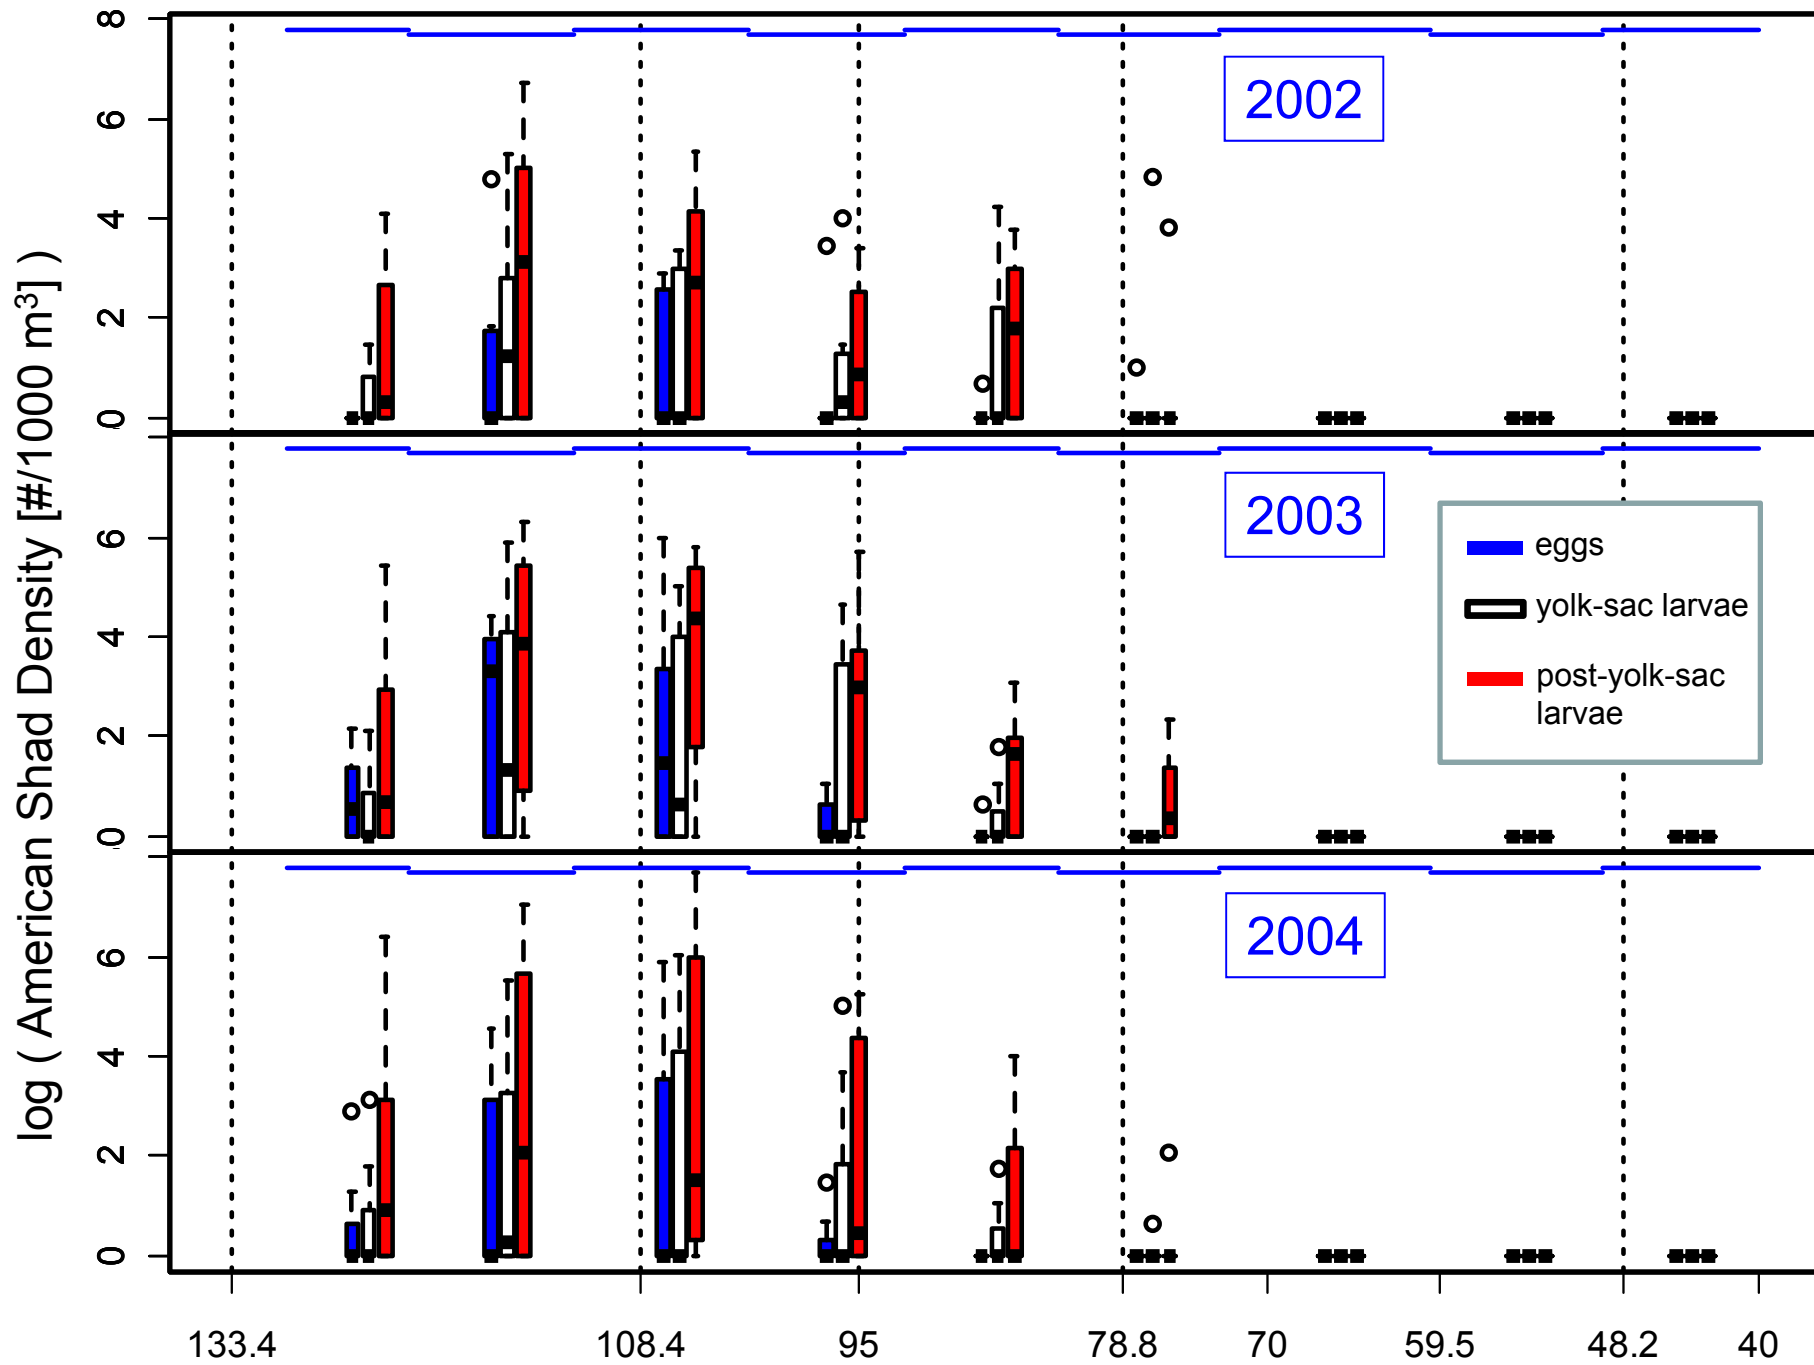 log ( American Shad Density [#/1000 m³] )
8
6
4
2
0
2002
6
4
2
0
2003
eggs
yolk-sac larvae
post-yolk-sac
larvae
6
4
2
0
2004
133.4 108.4 95 78.8 70 59.5 48.2 40